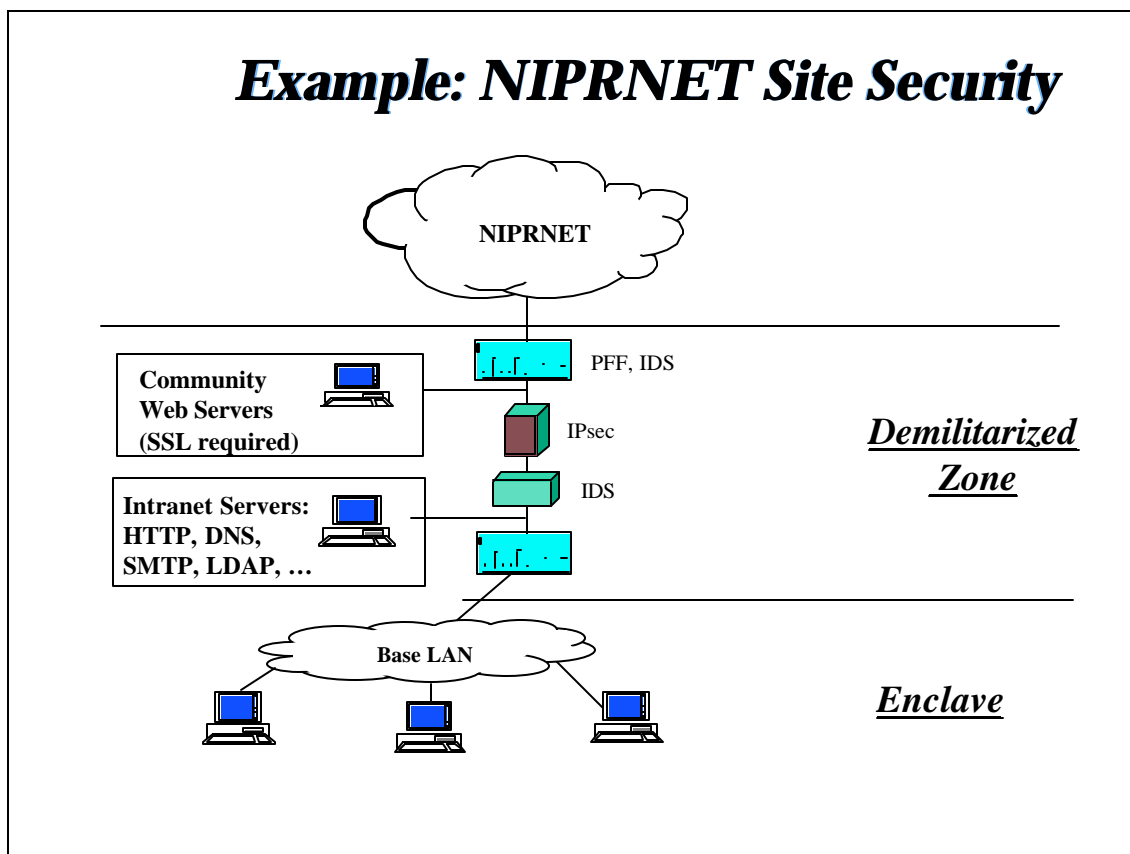 Example: NIPRNET Site Security
NIPRNET
PFF, IDS
Community
Web Servers
(SSL required)
IPsec
Demilitarized
Zone
IDS
Intranet Servers:
HTTP, DNS,
SMTP, LDAP, …
Base LAN
Enclave